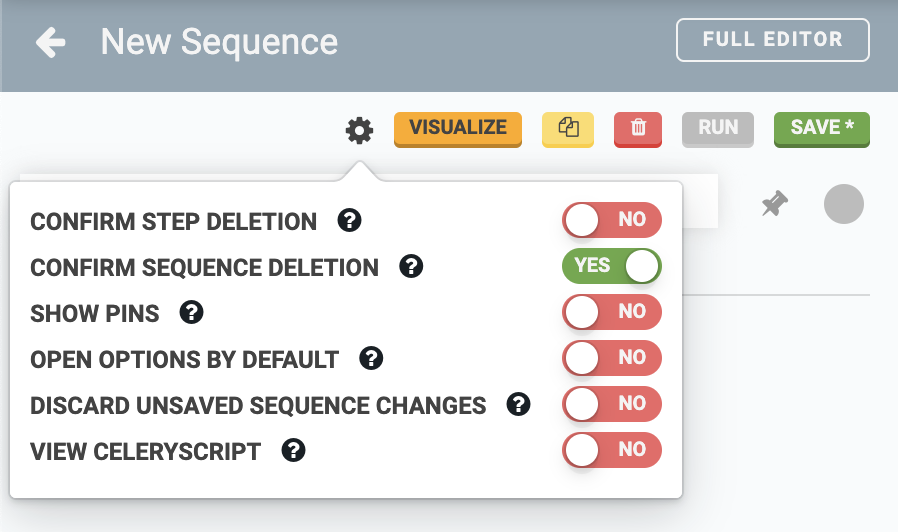 New Sequence
FULL EDITOR
VISUALIZE
RUN
SAVE *
CONFIRM STEP DELETION ? NO
CONFIRM SEQUENCE DELETION ? YES
SHOW PINS ? NO
OPEN OPTIONS BY DEFAULT ? NO
DISCARD UNSAVED SEQUENCE CHANGES ? NO
VIEW CELERYSCRIPT ? NO